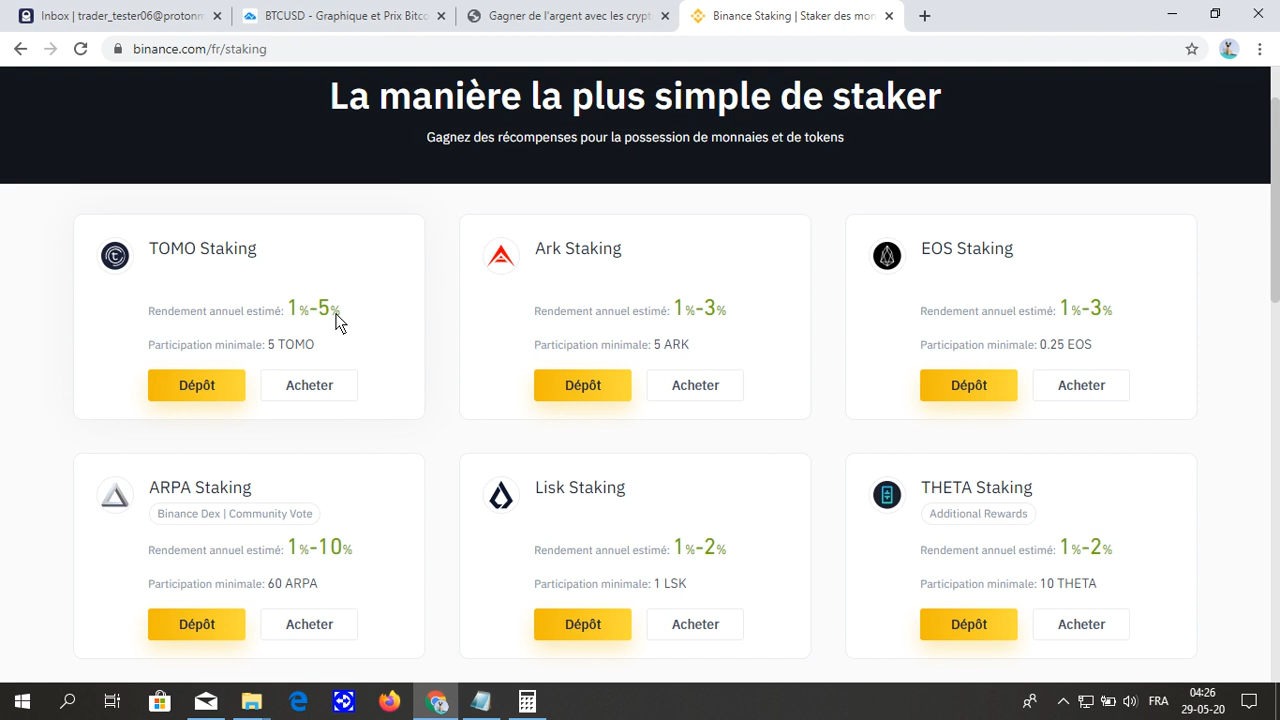 Inbox | trader_tester06@protonm
BTCUSD - Graphique et Prix Bitco
Gagner de l'argent avec les crypt
Binance Staking | Staker des mon
binance.com/fr/staking
La manière la plus simple de staker
Gagnez des récompenses pour la possession de monnaies et de tokens
TOMO Staking
Rendement annuel estimé: 1%-5%
Participation minimale: 5 TOMO
Dépôt
Acheter
Ark Staking
Rendement annuel estimé: 1%-3%
Participation minimale: 5 ARK
Dépôt
Acheter
EOS Staking
Rendement annuel estimé: 1%-3%
Participation minimale: 0.25 EOS
Dépôt
Acheter
ARPA Staking
Binance Dex | Community Vote
Rendement annuel estimé: 1%-10%
Participation minimale: 60 ARPA
Dépôt
Acheter
Lisk Staking
Rendement annuel estimé: 1%-2%
Participation minimale: 1 LSK
Dépôt
Acheter
THETA Staking
Additional Rewards
Rendement annuel estimé: 1%-2%
Participation minimale: 10 THETA
Dépôt
Acheter
FRA
04:26
29-05-20